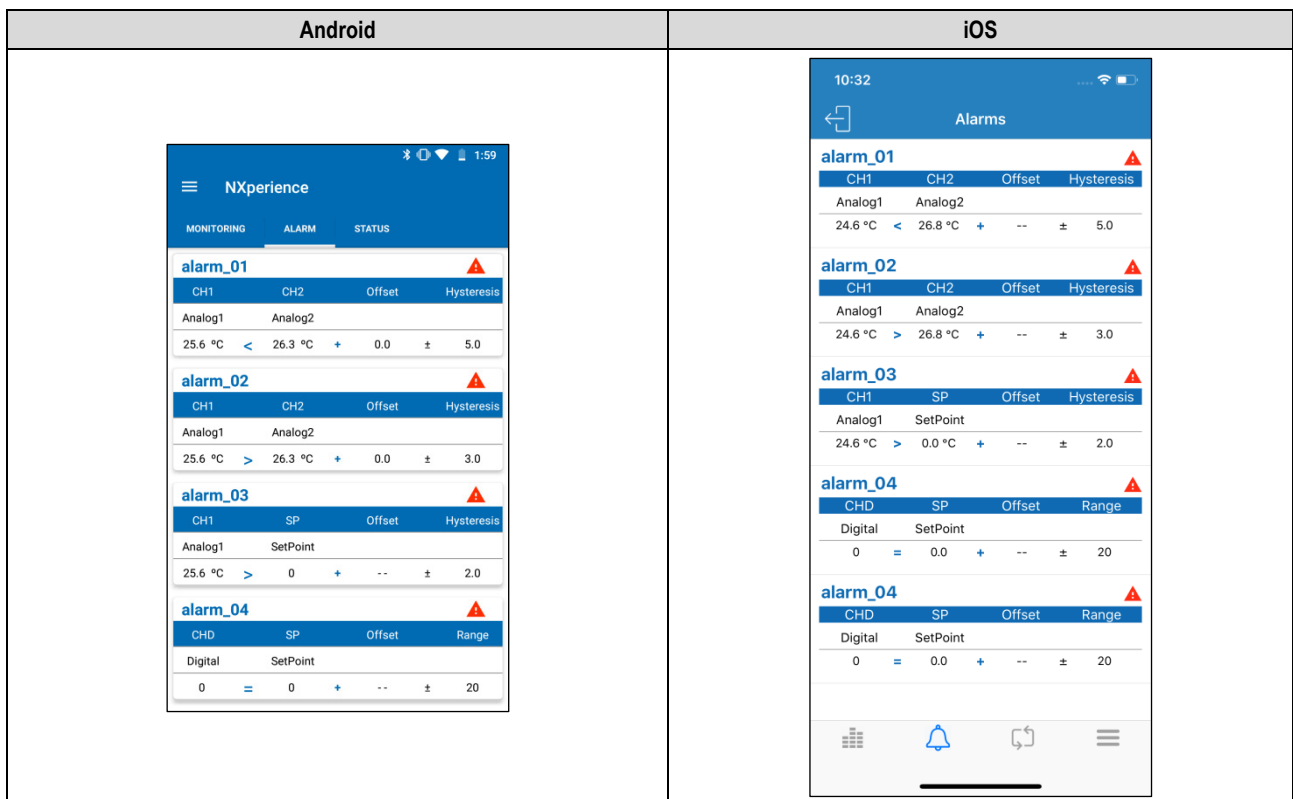 Android
iOS
1:59
NXperience
MONITORING ALARM STATUS
alarm_01
CH1 CH2 Offset Hysteresis
Analog1 Analog2
25.6 ºC < 26.3 ºC + 0.0 ± 5.0
alarm_02
CH1 CH2 Offset Hysteresis
Analog1 Analog2
25.6 ºC > 26.3 ºC + 0.0 ± 3.0
alarm_03
CH1 SP Offset Hysteresis
Analog1 SetPoint
25.6 ºC > 0 + -- ± 2.0
alarm_04
CHD SP Offset Range
Digital SetPoint
0 = 0 + -- ± 20
10:32
Alarms
alarm_01
CH1 CH2 Offset Hysteresis
Analog1 Analog2
24.6 °C < 26.8 °C + -- ± 5.0
alarm_02
CH1 CH2 Offset Hysteresis
Analog1 Analog2
24.6 °C > 26.8 °C + -- ± 3.0
alarm_03
CH1 SP Offset Hysteresis
Analog1 SetPoint
24.6 °C > 0.0 °C + -- ± 2.0
alarm_04
CHD SP Offset Range
Digital SetPoint
0 = 0.0 + -- ± 20
alarm_04
CHD SP Offset Range
Digital SetPoint
0 = 0.0 + -- ± 20